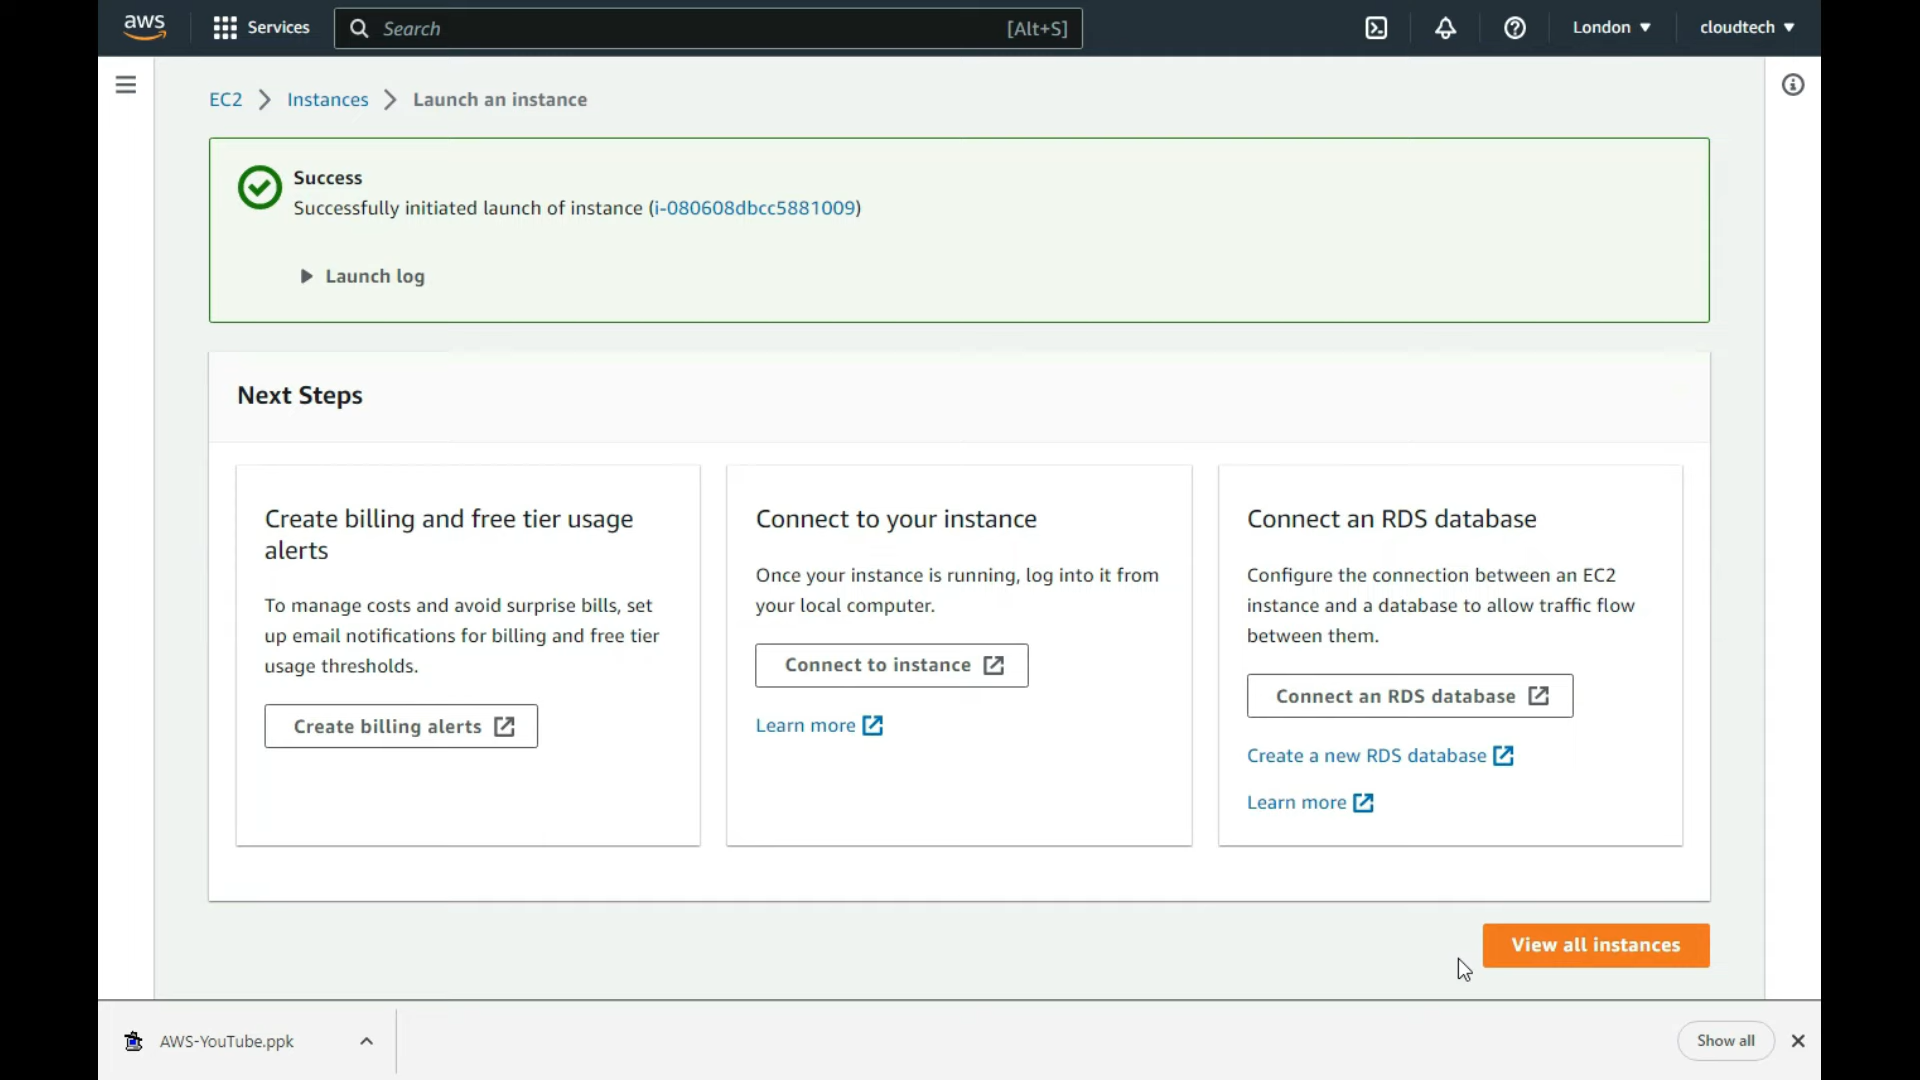 aws
Services
Search
[Alt+S]
London
cloudtech
EC2
Instances
Launch an instance
Success
Successfully initiated launch of instance (i-080608dbcc5881009)
Launch log
Next Steps
Create billing and free tier usage
alerts
To manage costs and avoid surprise bills, set
up email notifications for billing and free tier
usage thresholds.
Create billing alerts
Connect to your instance
Once your instance is running, log into it from
your local computer.
Connect to instance
Learn more
Connect an RDS database
Configure the connection between an EC2
instance and a database to allow traffic flow
between them.
Connect an RDS database
Create a new RDS database
Learn more
View all instances
AWS-YouTube.ppk
Show all